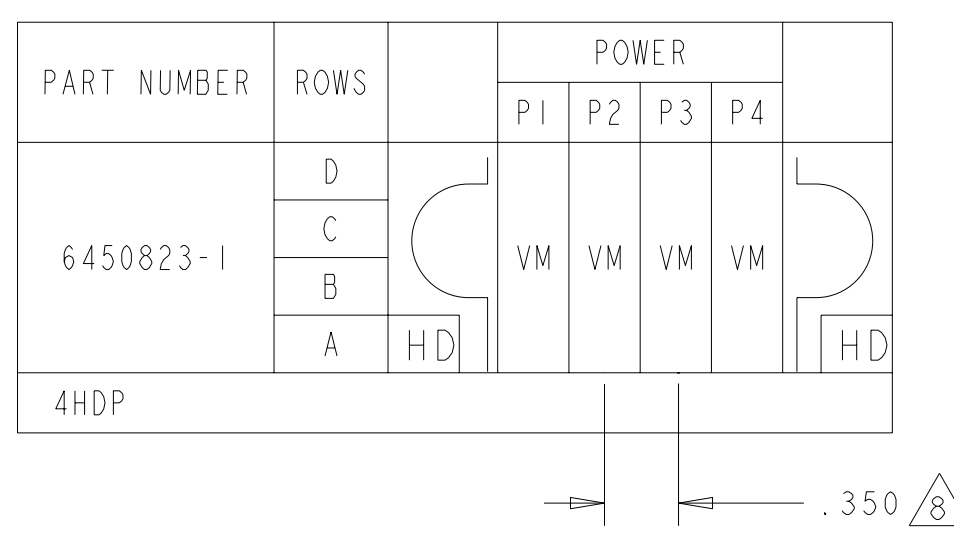 PART NUMBER ROWS POWER
P1 P2 P3 P4
6450823-1 D
C
VM VM VM VM
B
A HD HD
4HDP
.350 8